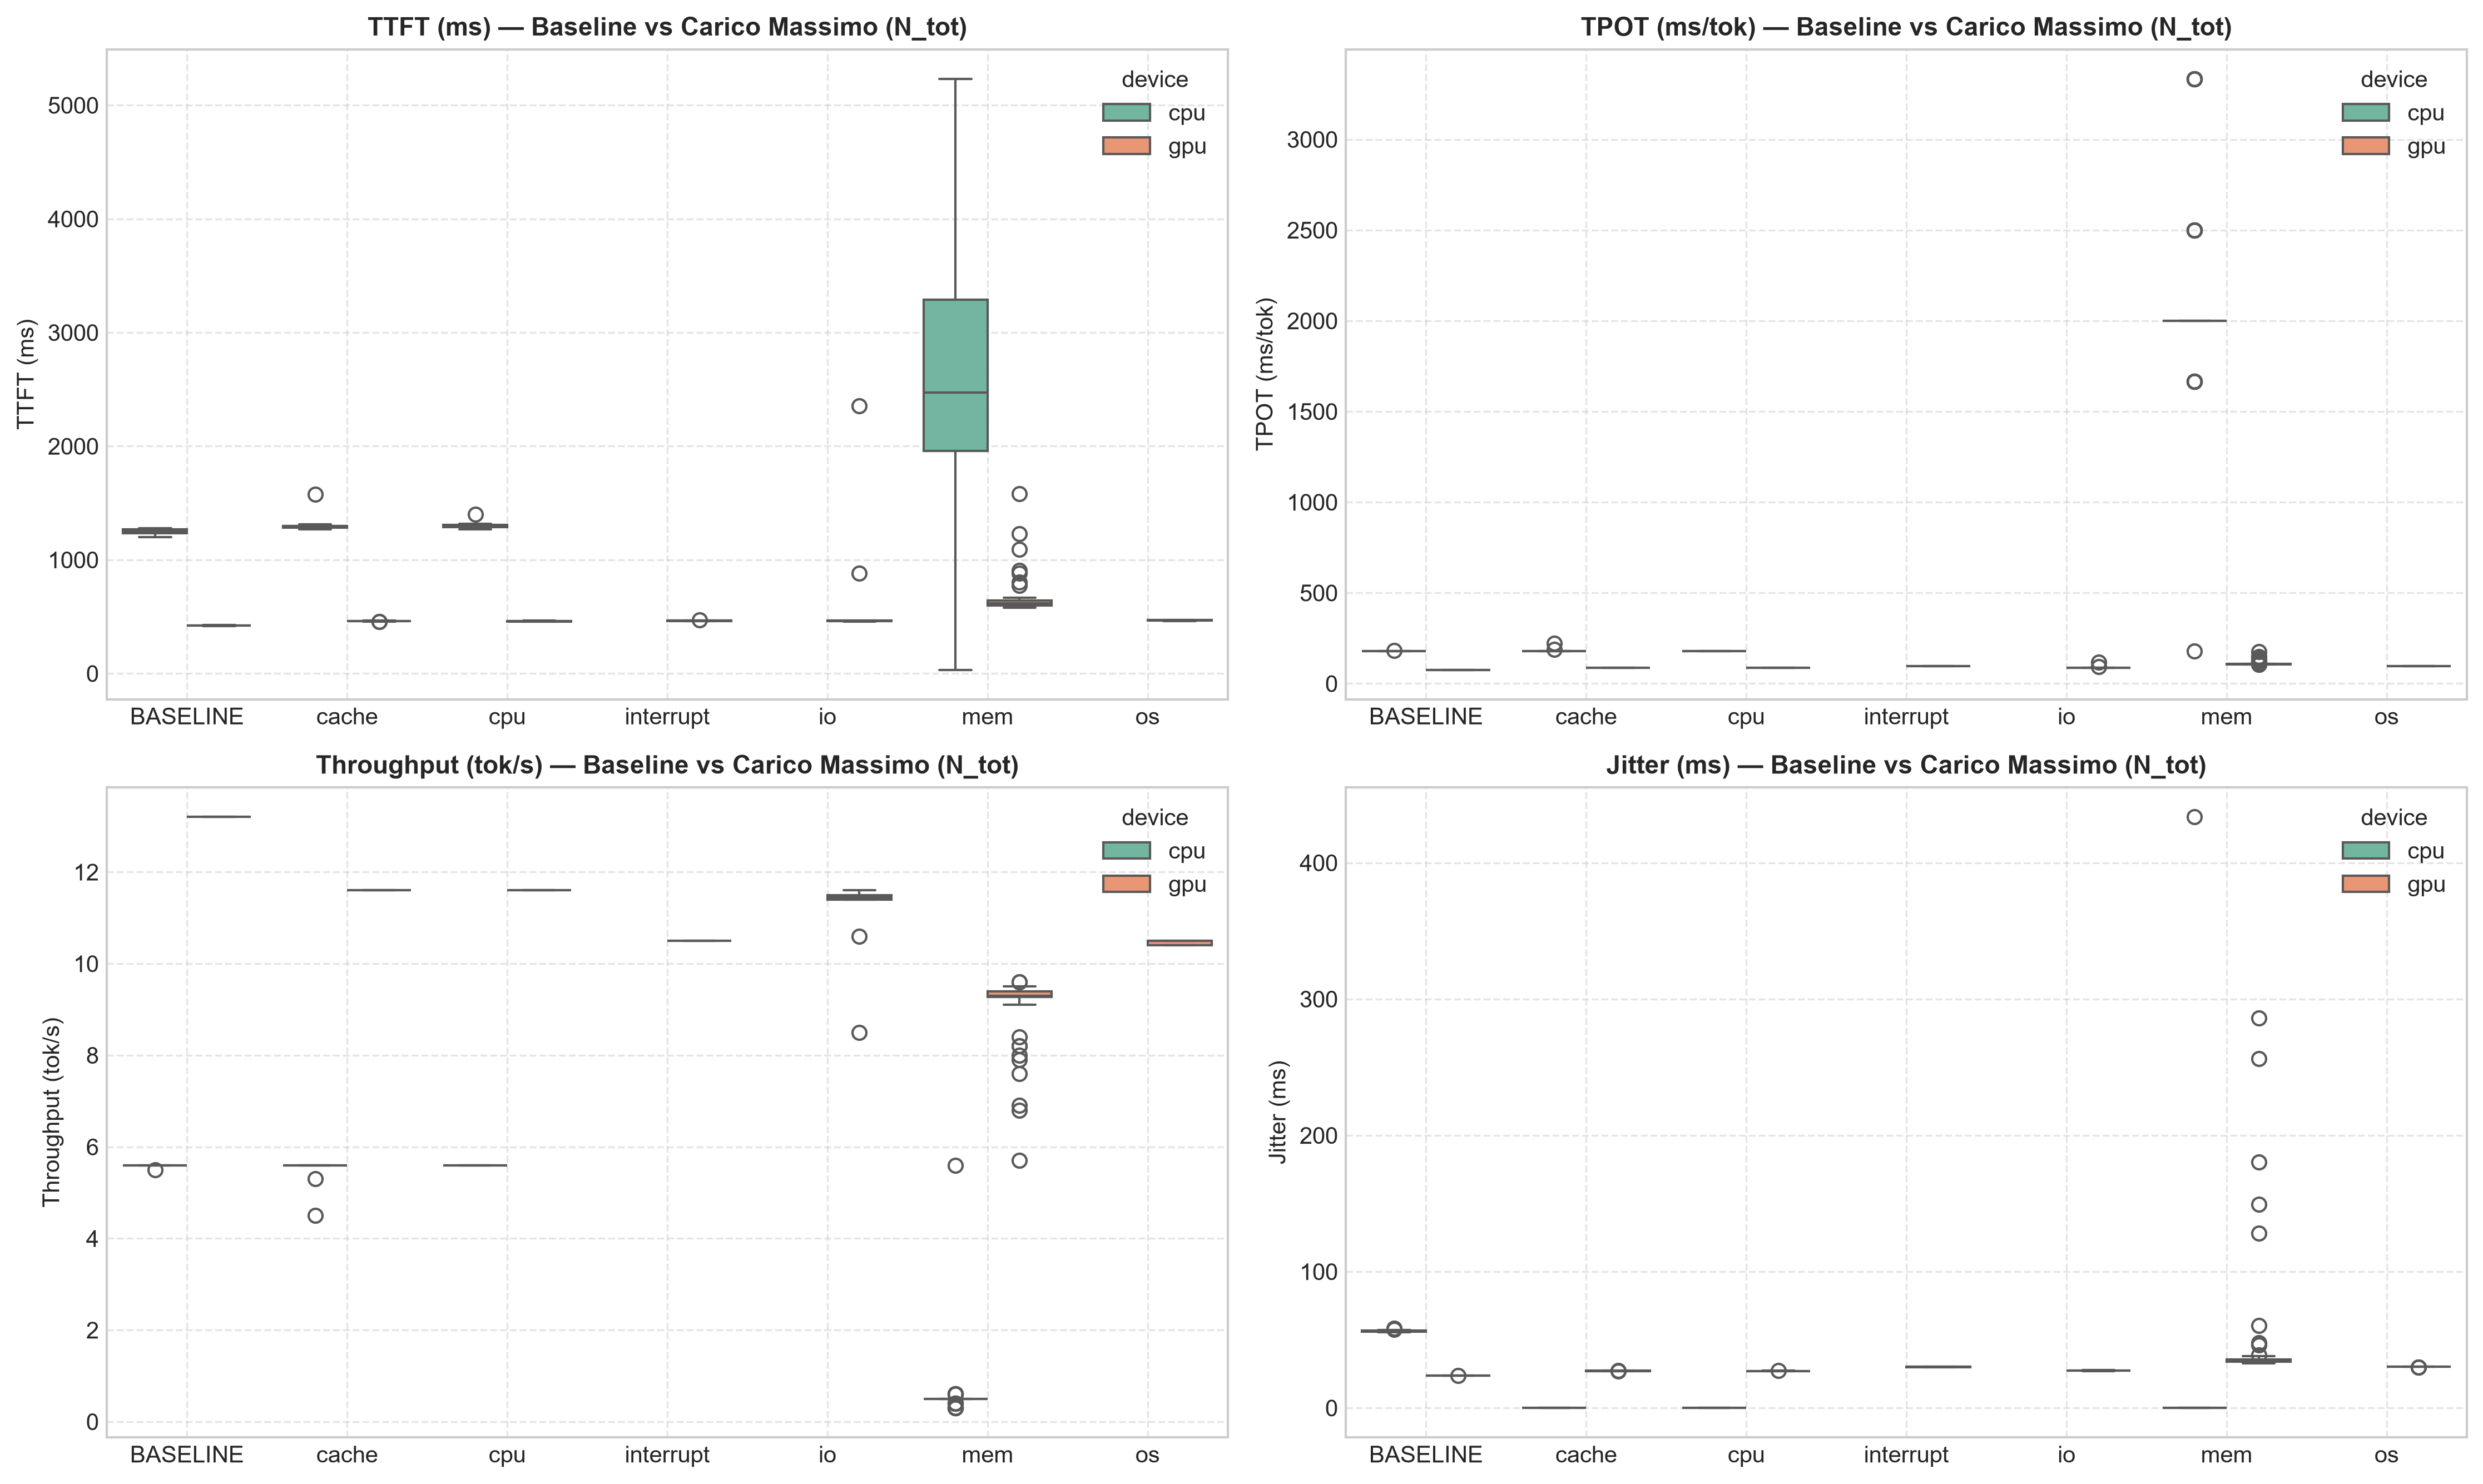 TTFT (ms) — Baseline vs Carico Massimo (N_tot)
TTFT (ms)
5000
4000
3000
2000
1000
0
device
cpu
gpu
BASELINE cache cpu interrupt io mem os
TPOT (ms/tok) — Baseline vs Carico Massimo (N_tot)
TPOT (ms/tok)
3000
2500
2000
1500
1000
500
0
device
cpu
gpu
BASELINE cache cpu interrupt io mem os
Throughput (tok/s) — Baseline vs Carico Massimo (N_tot)
Throughput (tok/s)
12
10
8
6
4
2
0
device
cpu
gpu
BASELINE cache cpu interrupt io mem os
Jitter (ms) — Baseline vs Carico Massimo (N_tot)
Jitter (ms)
400
300
200
100
0
device
cpu
gpu
BASELINE cache cpu interrupt io mem os